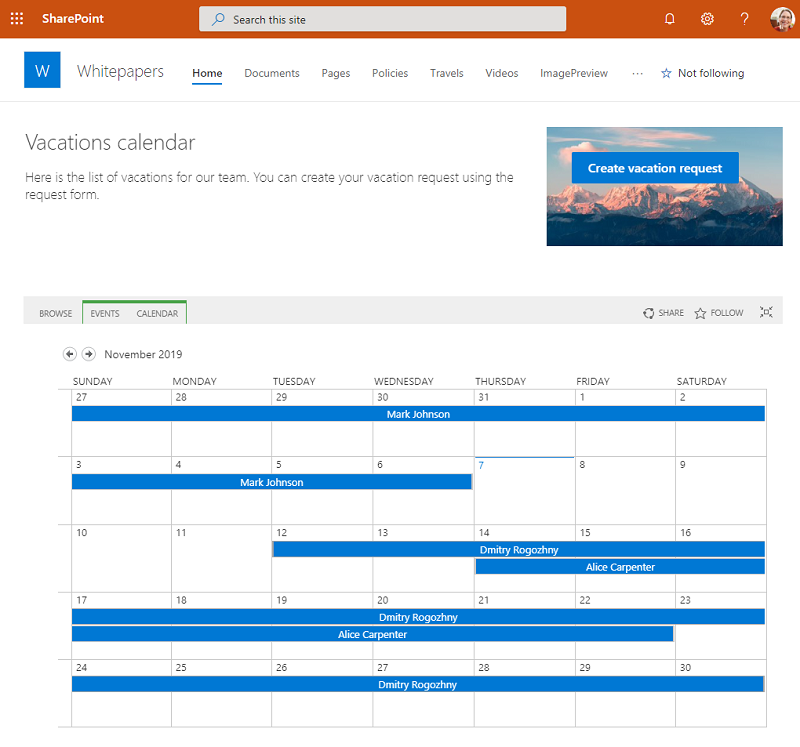 SharePoint
Search this site
?
W
Whitepapers
Home
Documents
Pages
Policies
Travels
Videos
ImagePreview
...
Not following
Vacations calendar
Here is the list of vacations for our team. You can create your vacation request using the
request form.
Create vacation request
BROWSE
EVENTS
CALENDAR
SHARE
FOLLOW
November 2019
SUNDAY MONDAY TUESDAY WEDNESDAY THURSDAY FRIDAY SATURDAY
27 28 29 30 31 1 2
Mark Johnson
3 4 5 6 7 8 9
Mark Johnson
10 11 12 13 14 15 16
Dmitry Rogozhny
Alice Carpenter
17 18 19 20 21 22 23
Dmitry Rogozhny
Alice Carpenter
24 25 26 27 28 29 30
Dmitry Rogozhny